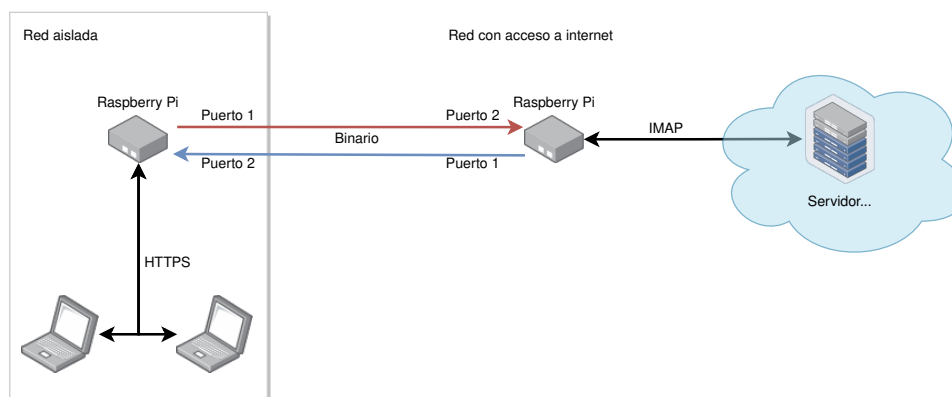 Red aislada
Red con acceso a internet
Raspberry Pi
Raspberry Pi
Puerto 1
Puerto 2
Binario
IMAP
Puerto 2
Puerto 1
Servidor...
HTTPS